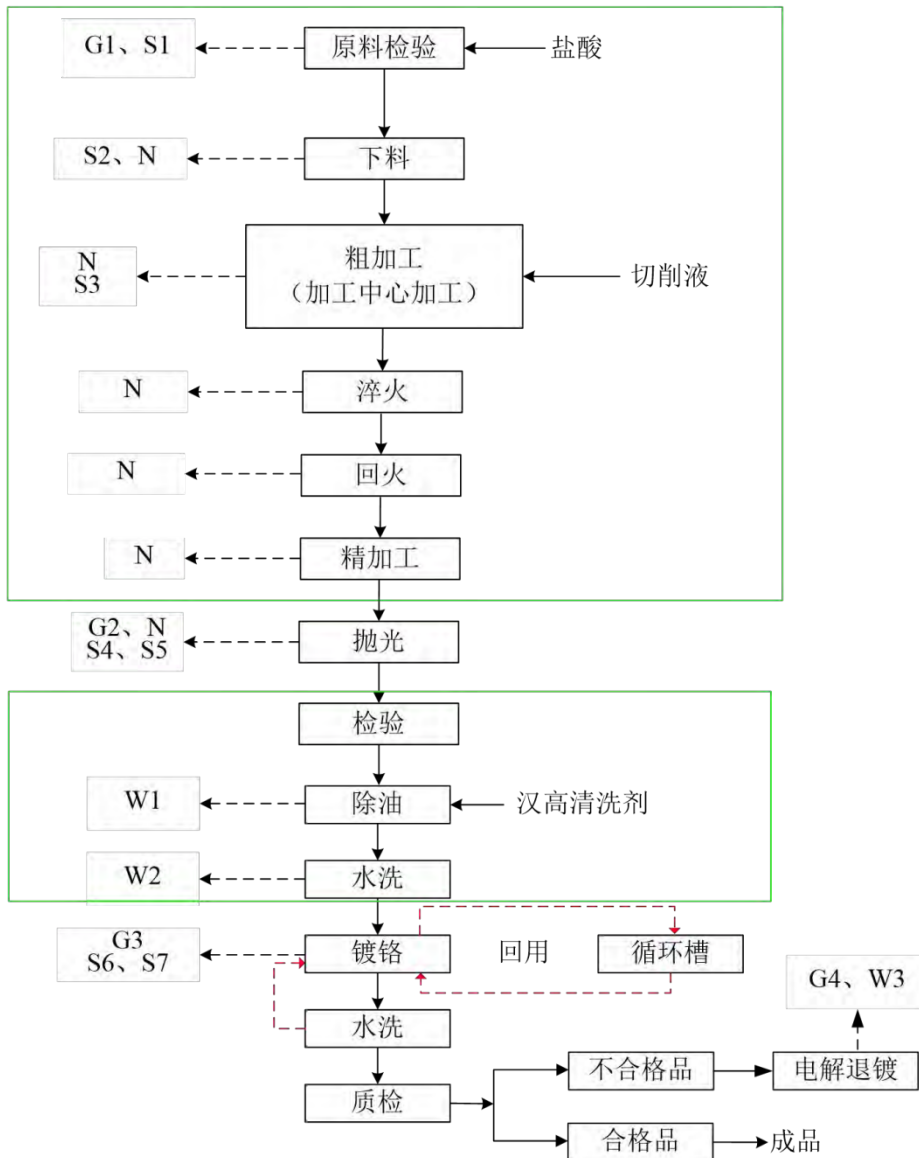 G1、S1
原料检验
盐酸
S2、N
下料
N
S3
粗加工
（加工中心加工）
切削液
N
淬火
N
回火
N
精加工
G2、N
S4、S5
抛光
检验
W1
除油
汉高清洗剂
W2
水洗
G3
S6、S7
镀铬
回用
循环槽
G4、W3
水洗
不合格品
电解退镀
质检
合格品
成品